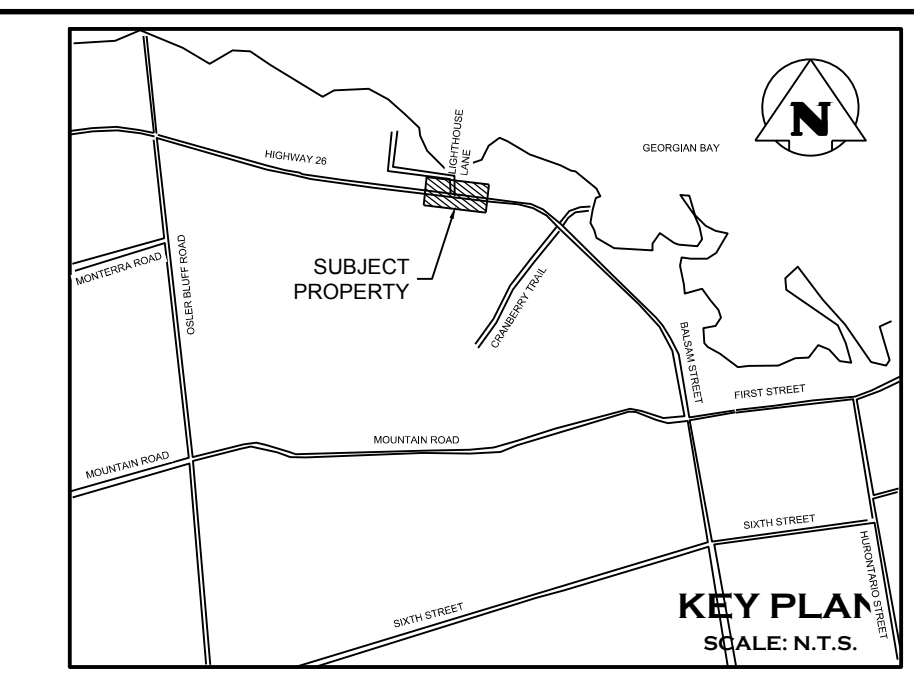 N
GEORGIAN BAY
LIGHTHOUSE
LANE
HIGHWAY 26
SUBJECT
PROPERTY
MONTERRA ROAD
OSLER BLUFF ROAD
CRANBERRY TRAIL
BALSAM STREET
FIRST STREET
MOUNTAIN ROAD
MOUNTAIN ROAD
SIXTH STREET
HURONTARIO STREET
SIXTH STREET
KEY PLAN
SCALE: N.T.S.